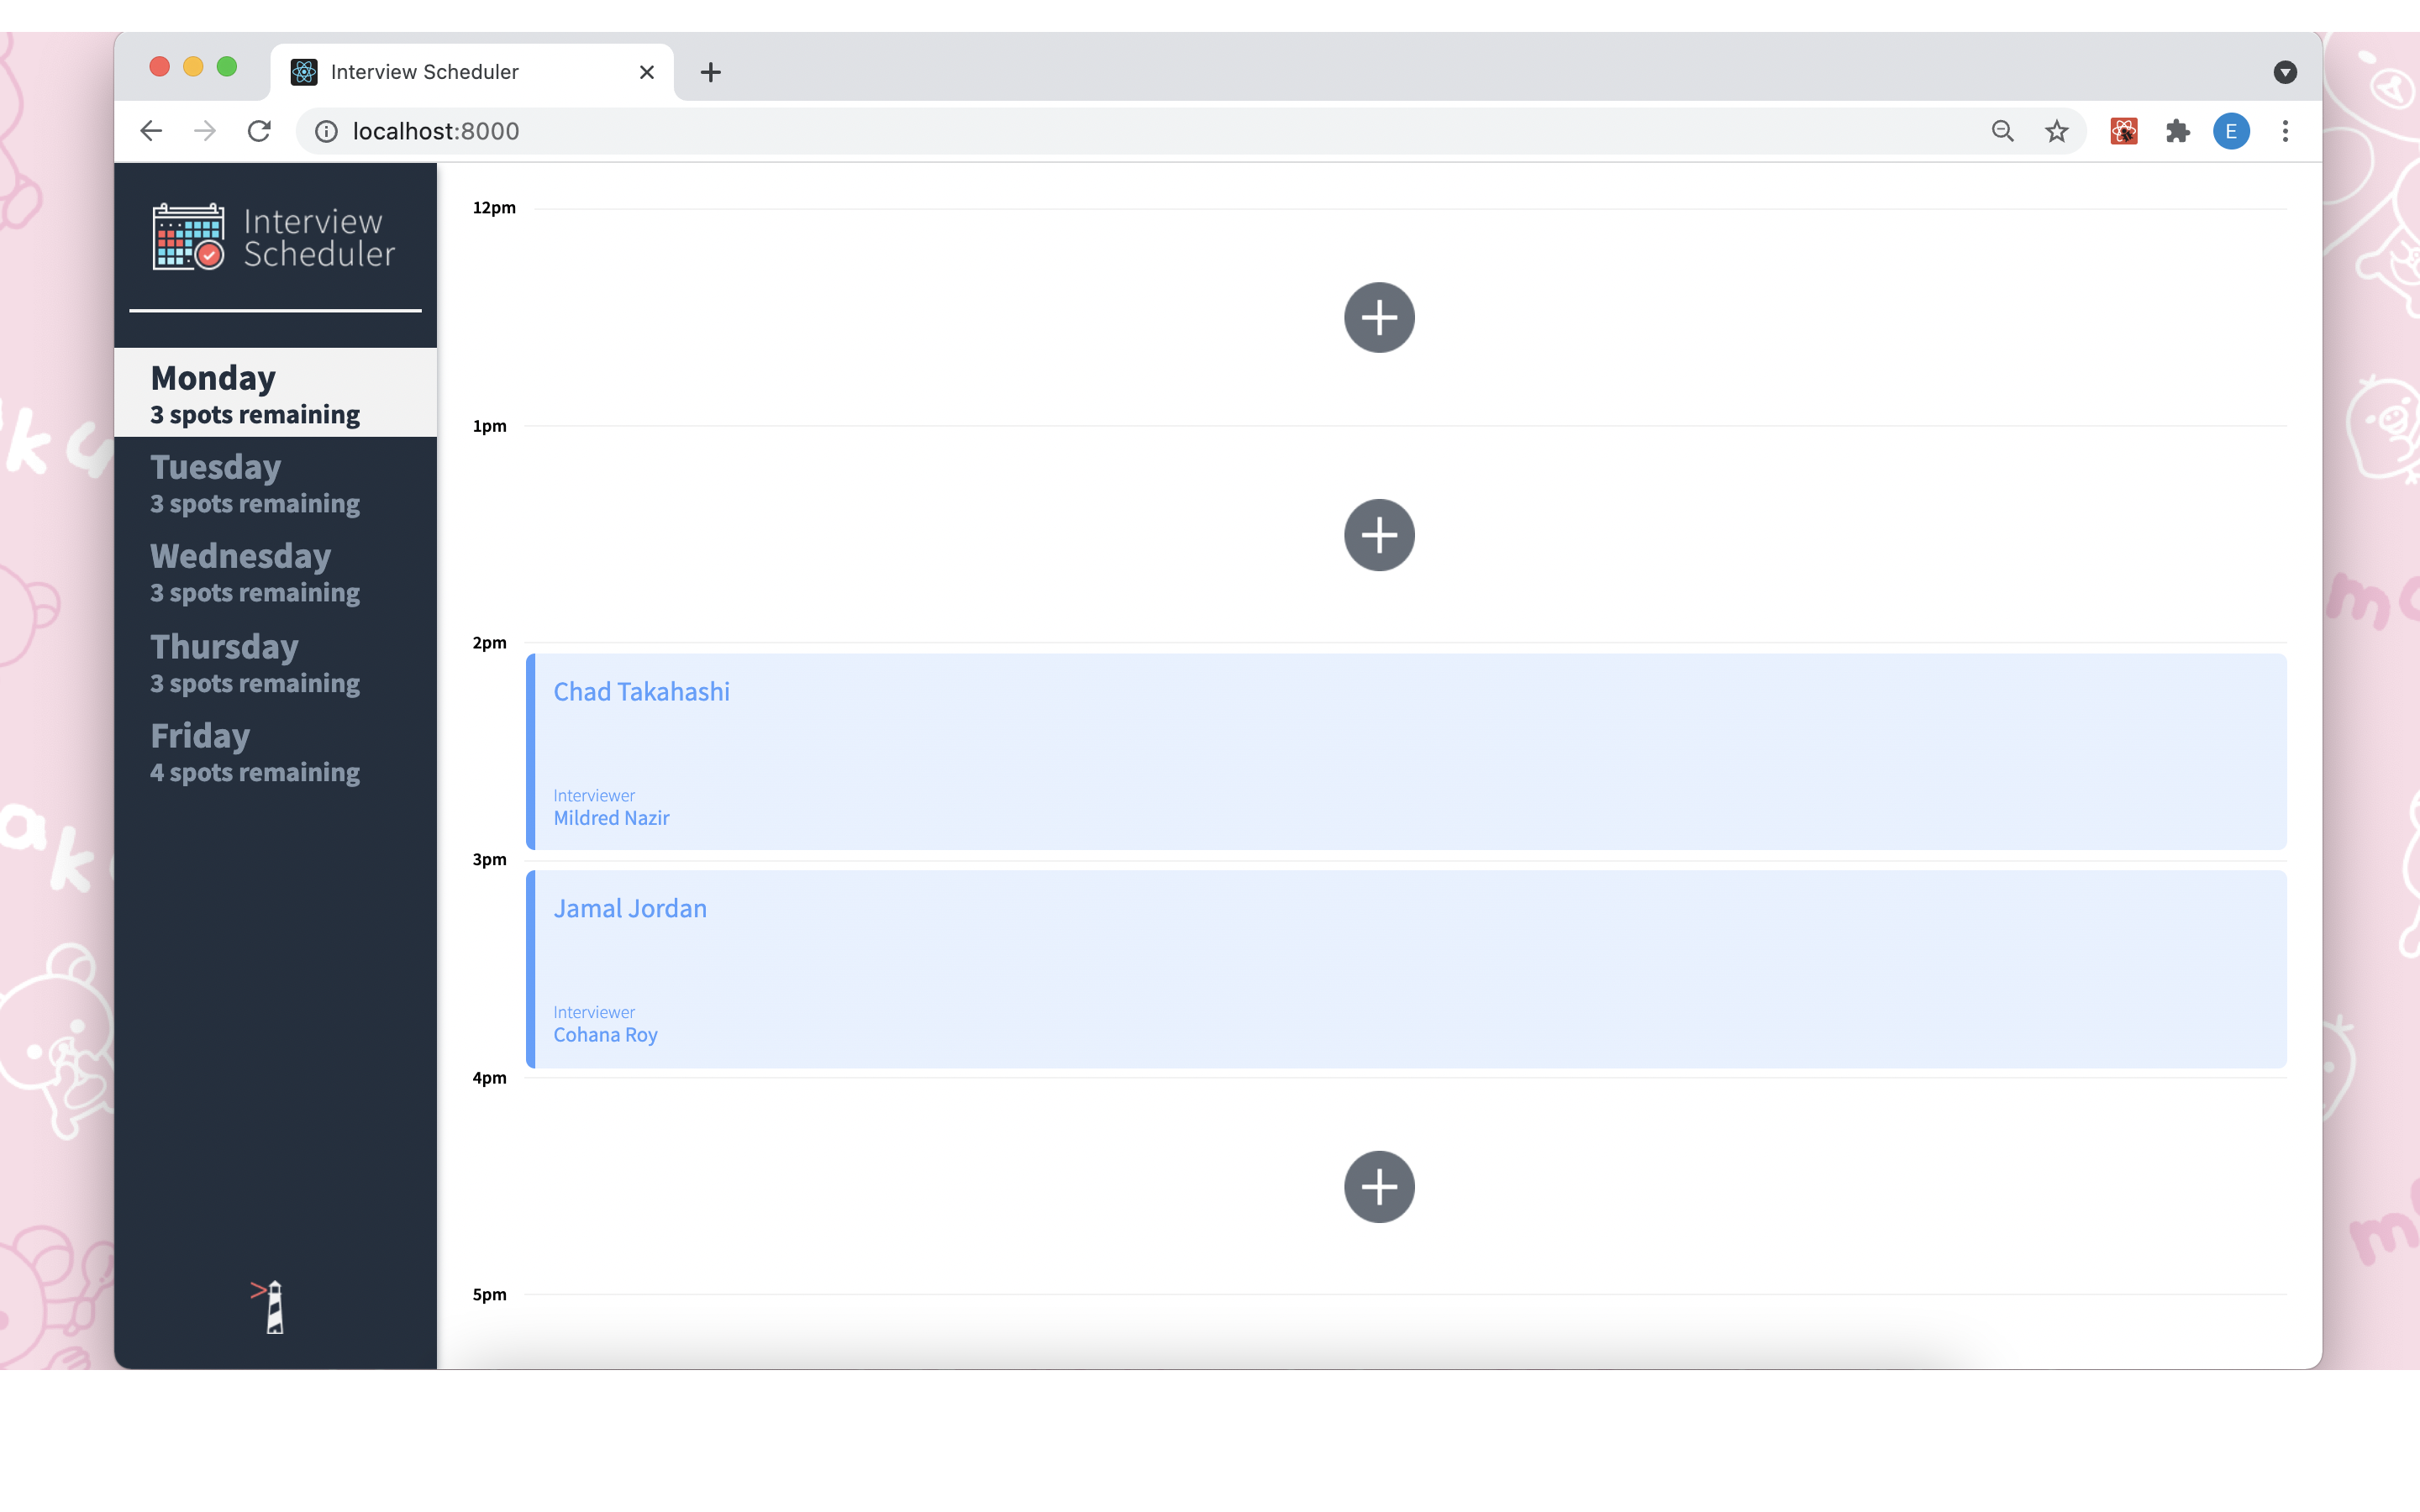 Interview Scheduler
localhost:8000
E
Interview
Scheduler
Monday
3 spots remaining
Tuesday
3 spots remaining
Wednesday
3 spots remaining
Thursday
3 spots remaining
Friday
4 spots remaining
12pm
1pm
2pm
Chad Takahashi
Interviewer
Mildred Nazir
3pm
Jamal Jordan
Interviewer
Cohana Roy
4pm
5pm